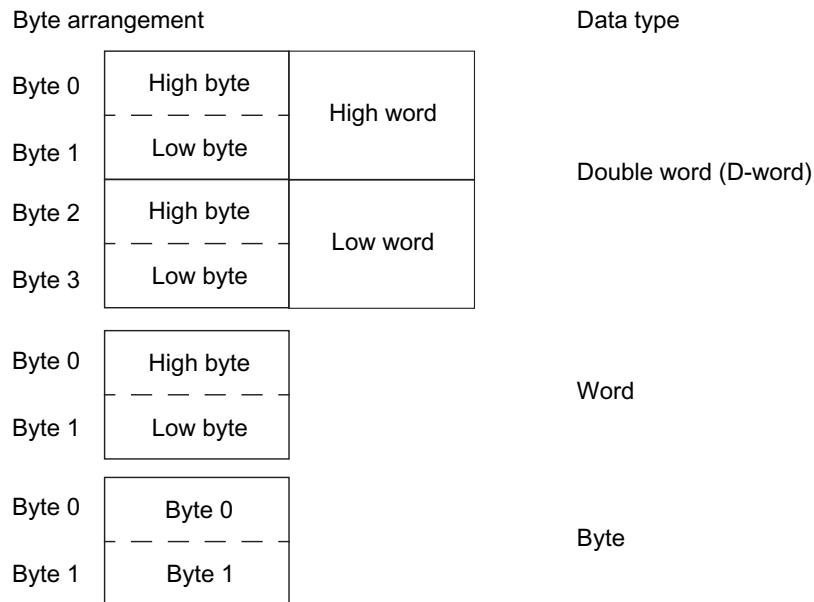 Byte arrangement Data type
Byte 0 High byte
High word
Byte 1 Low byte
Double word (D-word)
Byte 2 High byte
Low word
Byte 3 Low byte
Byte 0 High byte
Word
Byte 1 Low byte
Byte 0 Byte 0
Byte
Byte 1 Byte 1